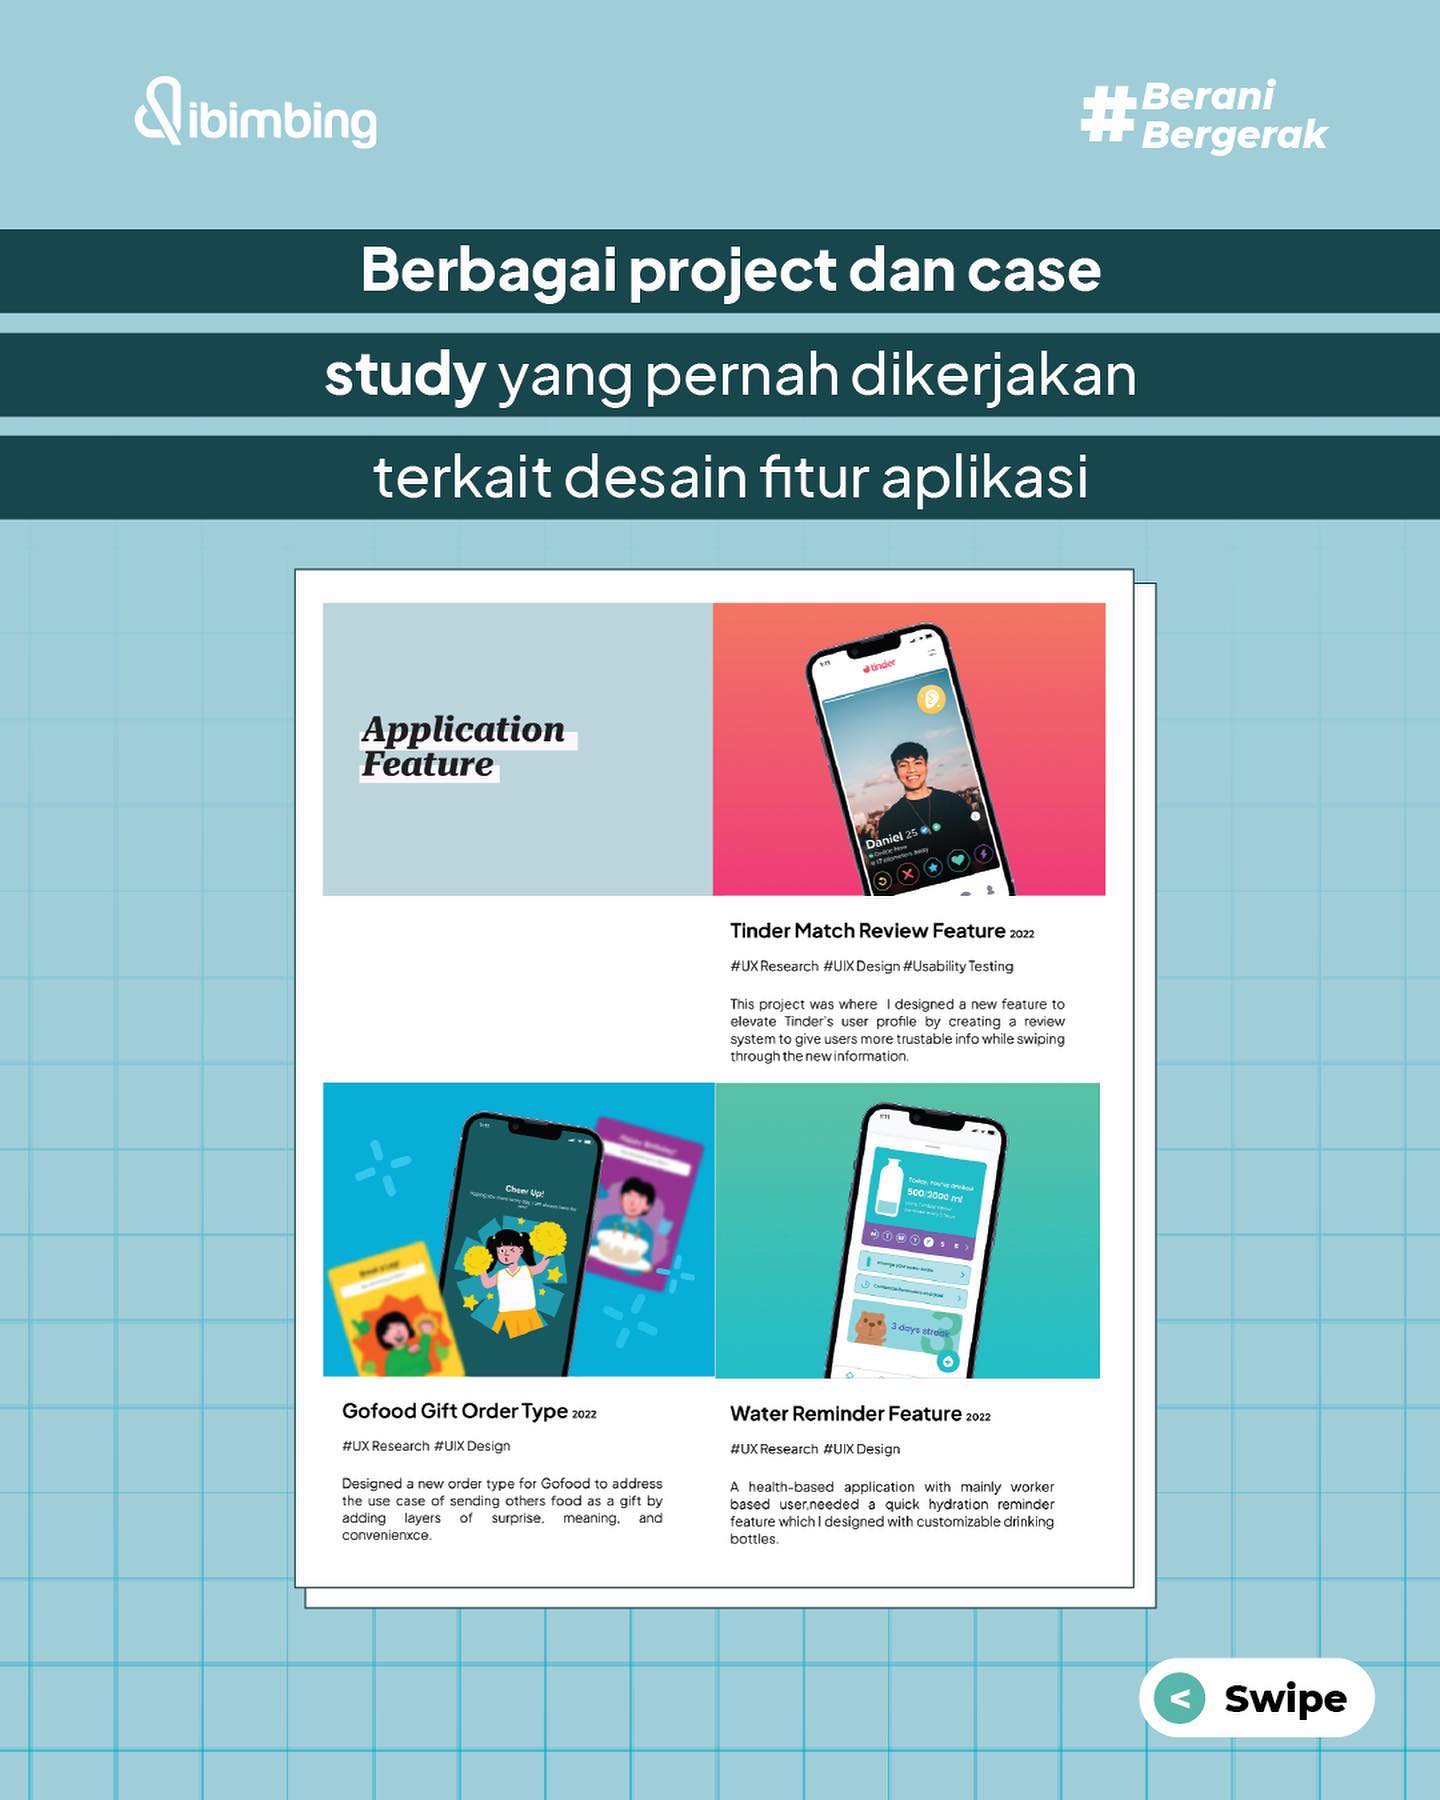 ibimbing
#Berani
Bergerak
Berbagai project dan case
study yang pernah dikerjakan
terkait desain fitur aplikasi
Application
Feature
tinder
Daniel 25
Tinder Match Review Feature 2022
#UX Research #UIX Design #Usability Testing
This project was where I designed a new feature to
elevate Tinder's user profile by creating a review
system to give users more trustable info while swiping
through the new information.
Cheer Up!
Happy Birthday!
Today, You've drinked
500/2000 ml
3 days streak
3
Gofood Gift Order Type 2022
#UX Research #UIX Design
Designed a new order type for Gofood to address
the use case of sending others food as a gift by
adding layers of surprise, meaning, and
convenienxce.
Water Reminder Feature 2022
#UX Research #UIX Design
A health-based application with mainly worker
based user,needed a quick hydration reminder
feature which I designed with customizable drinking
bottles.
< Swipe